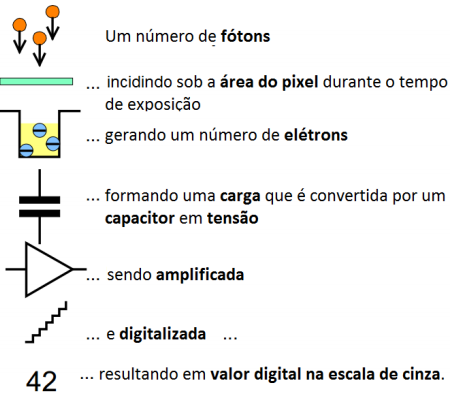 Um número de fótons
... incidindo sob a área do pixel durante o tempo
de exposição
... gerando um número de elétrons
... formando uma carga que é convertida por um
capacitor em tensão
... sendo amplificada
... e digitalizada ...
42 ... resultando em valor digital na escala de cinza.